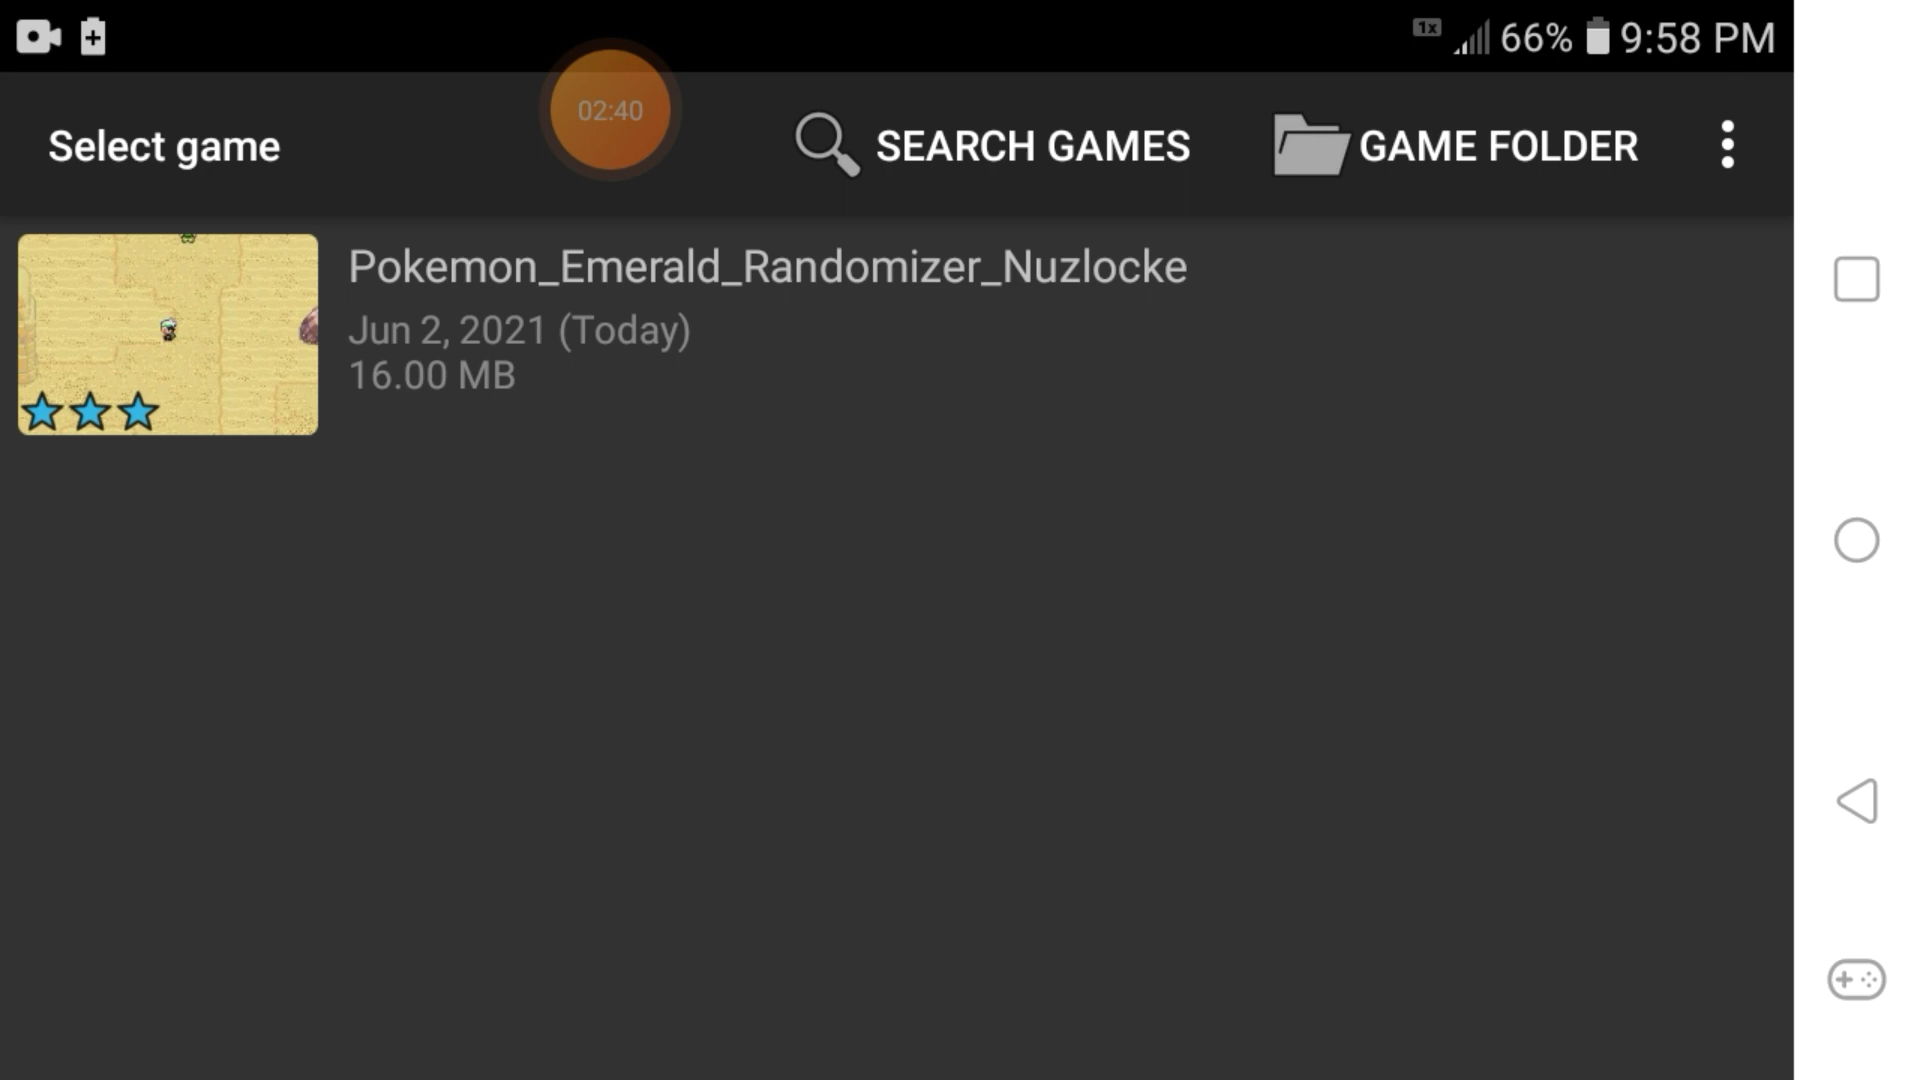 1x 66% 9:58 PM
02:40
Select game SEARCH GAMES GAME FOLDER
Pokemon_Emerald_Randomizer_Nuzlocke
Jun 2, 2021 (Today)
16.00 MB